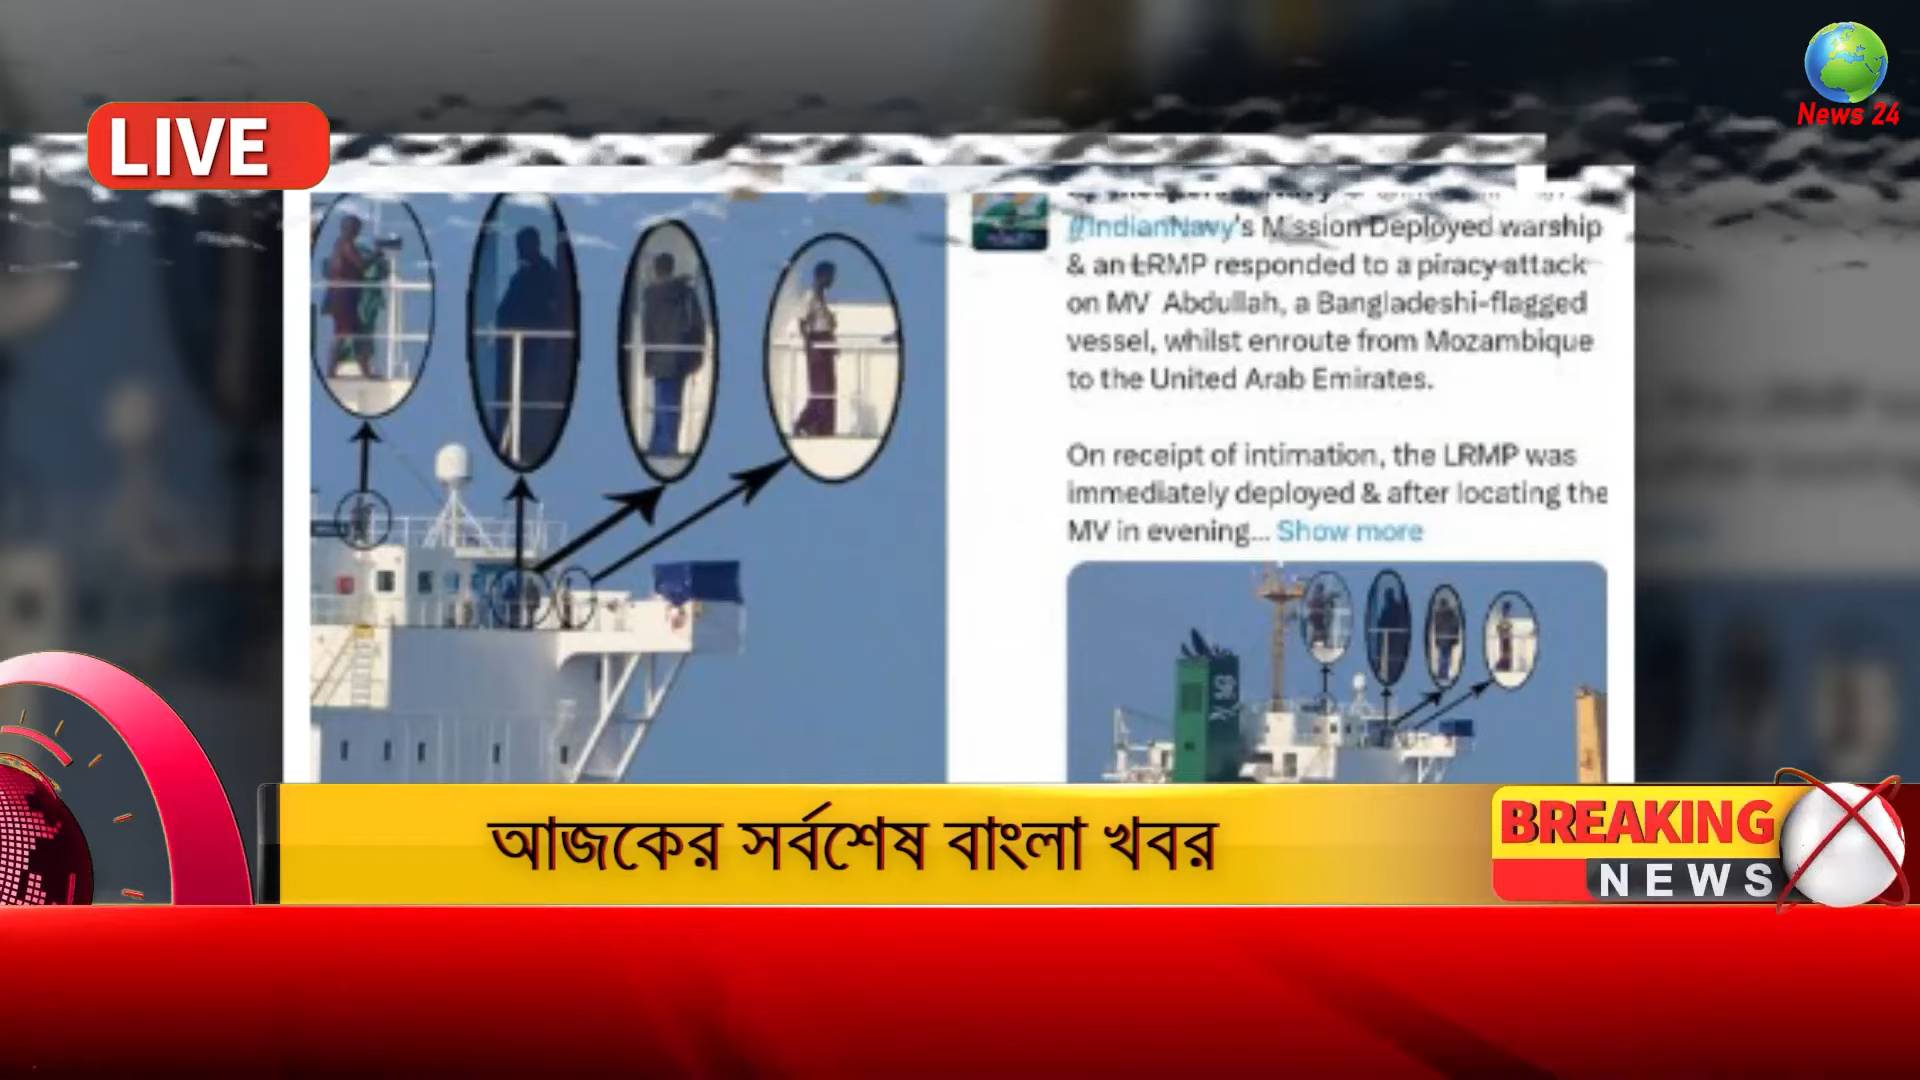 LIVE
News 24
#IndianNavy's Mission Deployed warship
& an LRMP responded to a piracy attack
on MV Abdullah, a Bangladeshi-flagged
vessel, whilst enroute from Mozambique
to the United Arab Emirates.
On receipt of intimation, the LRMP was
immediately deployed & after locating the
MV in evening... Show more
SR
আজকের সর্বশেষ বাংলা খবর
BREAKING
NEWS